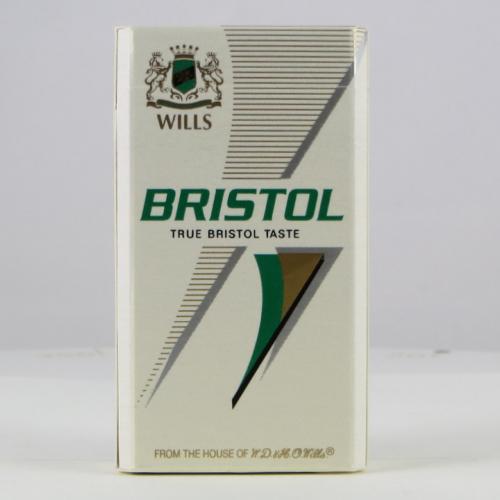 WILLS
BRISTOL
TRUE BRISTOL TASTE
FROM THE HOUSE OF W.D. & H.O. Wills®